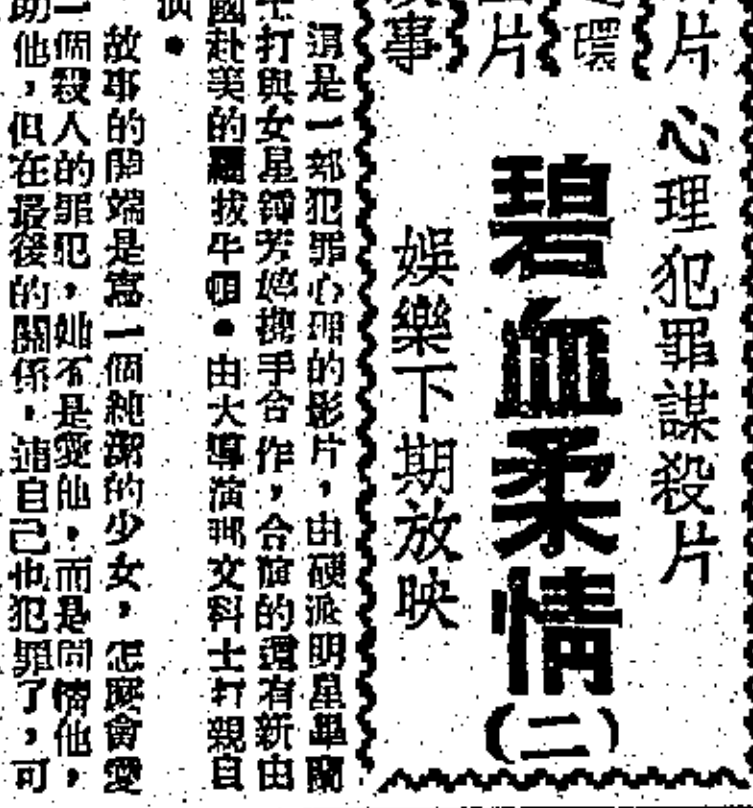 片
環
片
事
心理犯罪謀殺片
碧血柔情
(二)
娛樂下期放映
這是一部犯罪心理的影片，由硬派明星畢蘭
士打與女星鍾芳婷攜手合作，合演的還有新由
國赴美的羅拔牛頓。由大導演那文科士打親自
演。
故事的開端是寫一個純潔的少女，怎麼會愛
一個殺人的罪犯，她不是愛他，而是同情他，
助他，但在最後的關係，連自己也犯罪了，可